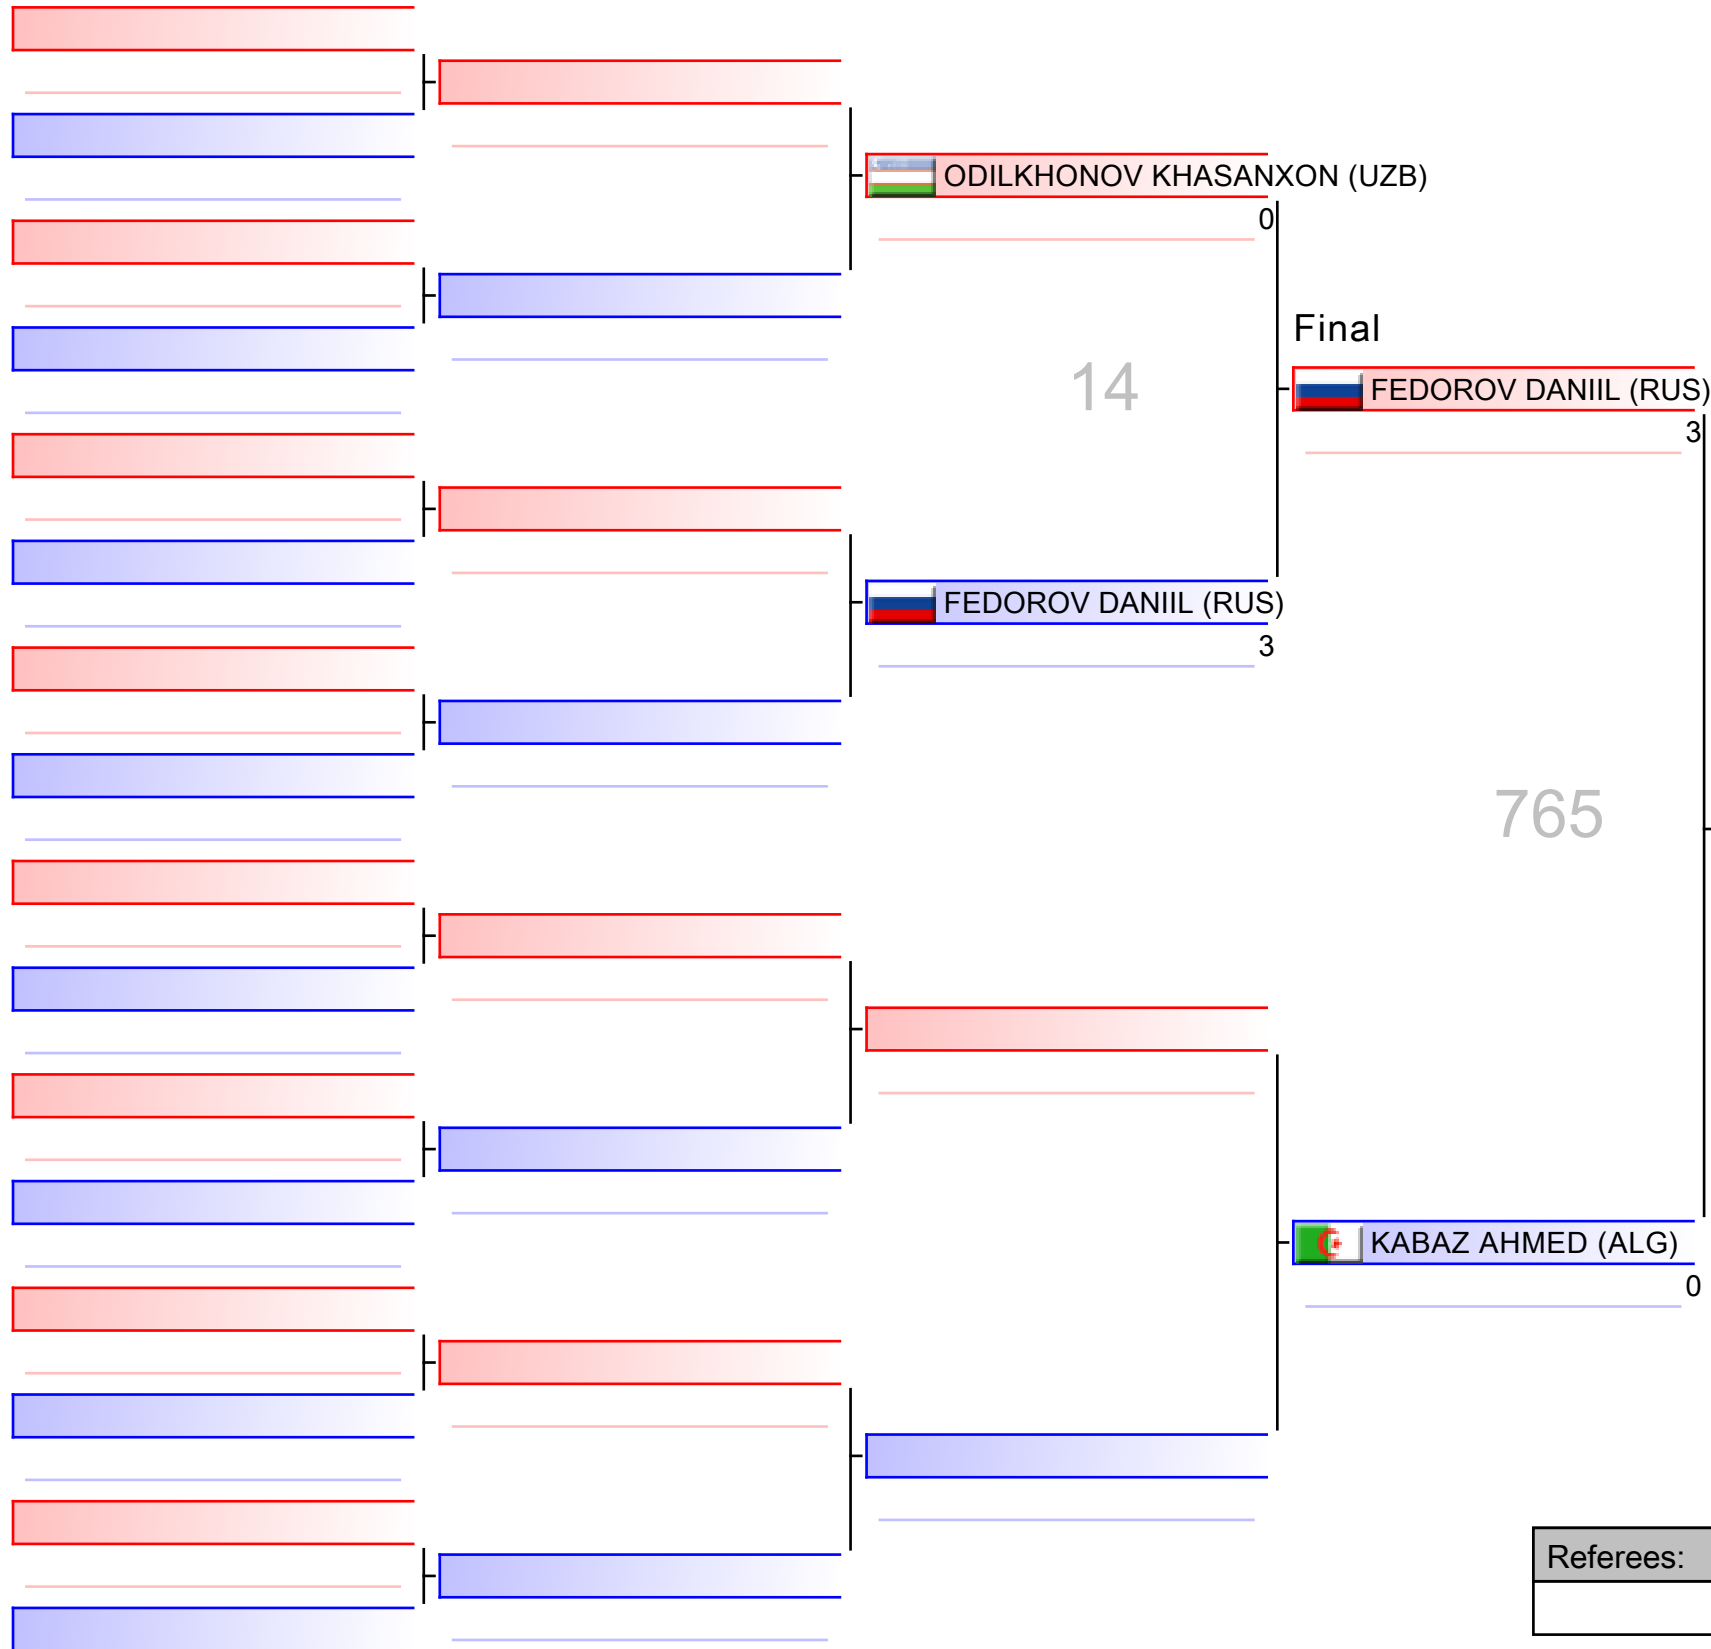 ODILKHONOV KHASANXON (UZB)
0
14
FEDOROV DANIIL (RUS)
3
Final
FEDOROV DANIIL (RUS)
3
765
KABAZ AHMED (ALG)
0
Referees: